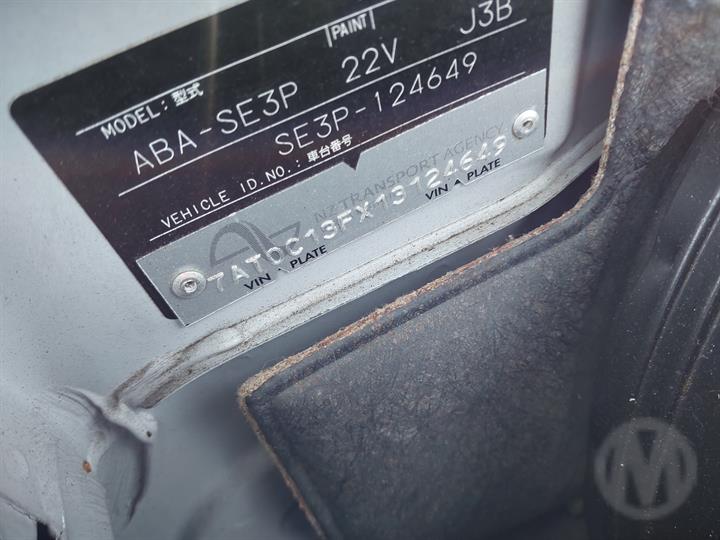 PAINT
MODEL: 型式 22V J3B
ABA-SE3P
SE3P-124649
VEHICLE ID.NO.: 車台番号
NZ TRANSPORT AGENCY
7AT0C13FX13124649
VIN PLATE VIN PLATE
M